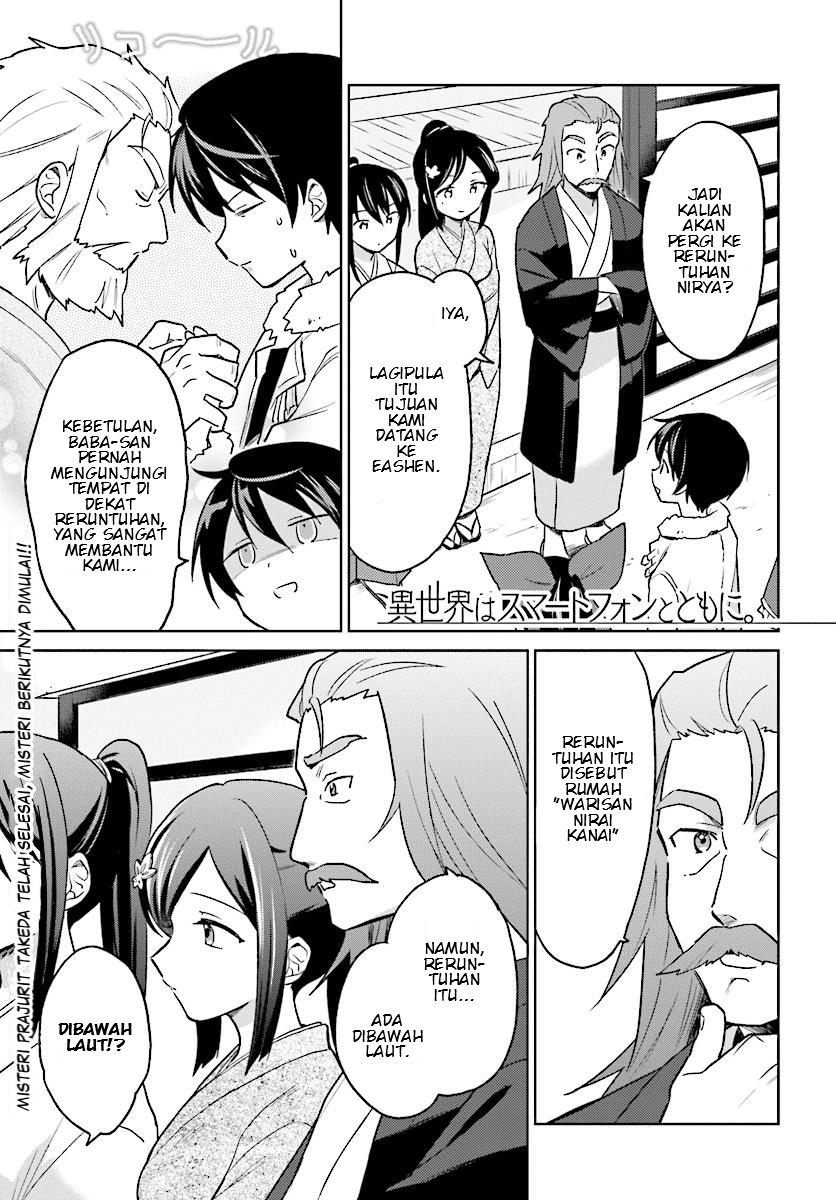 JADI
KALIAN
AKAN
PERGI KE
RERUN-
TUHAN
NIRYA?
IYA,
LAGIPULA
ITU
TUJUAN
KAMI
DATANG
KE
EASHEN.
異世界はスマートフォンとともに。
リコール
KEBETULAN,
BABA-SAN
PERNAH
MENGUNJUNGI
TEMPAT DI
DEKAT
RERUNTUHAN,
YANG SANGAT
MEMBANTU
KAMI...
RERUN-
TUHAN ITU
DISEBUT
RUMAH
"WARISAN
NIRAI
KANAI"
NAMUN,
RERUN-
TUHAN
ITU...
ADA
DIBAWAH
LAUT.
DIBAWAH
LAUT!?
MISTERI PRAJURIT TAKEDA TELAH SELESAI, MISTERI BERIKUTNYA DIMULAI!!